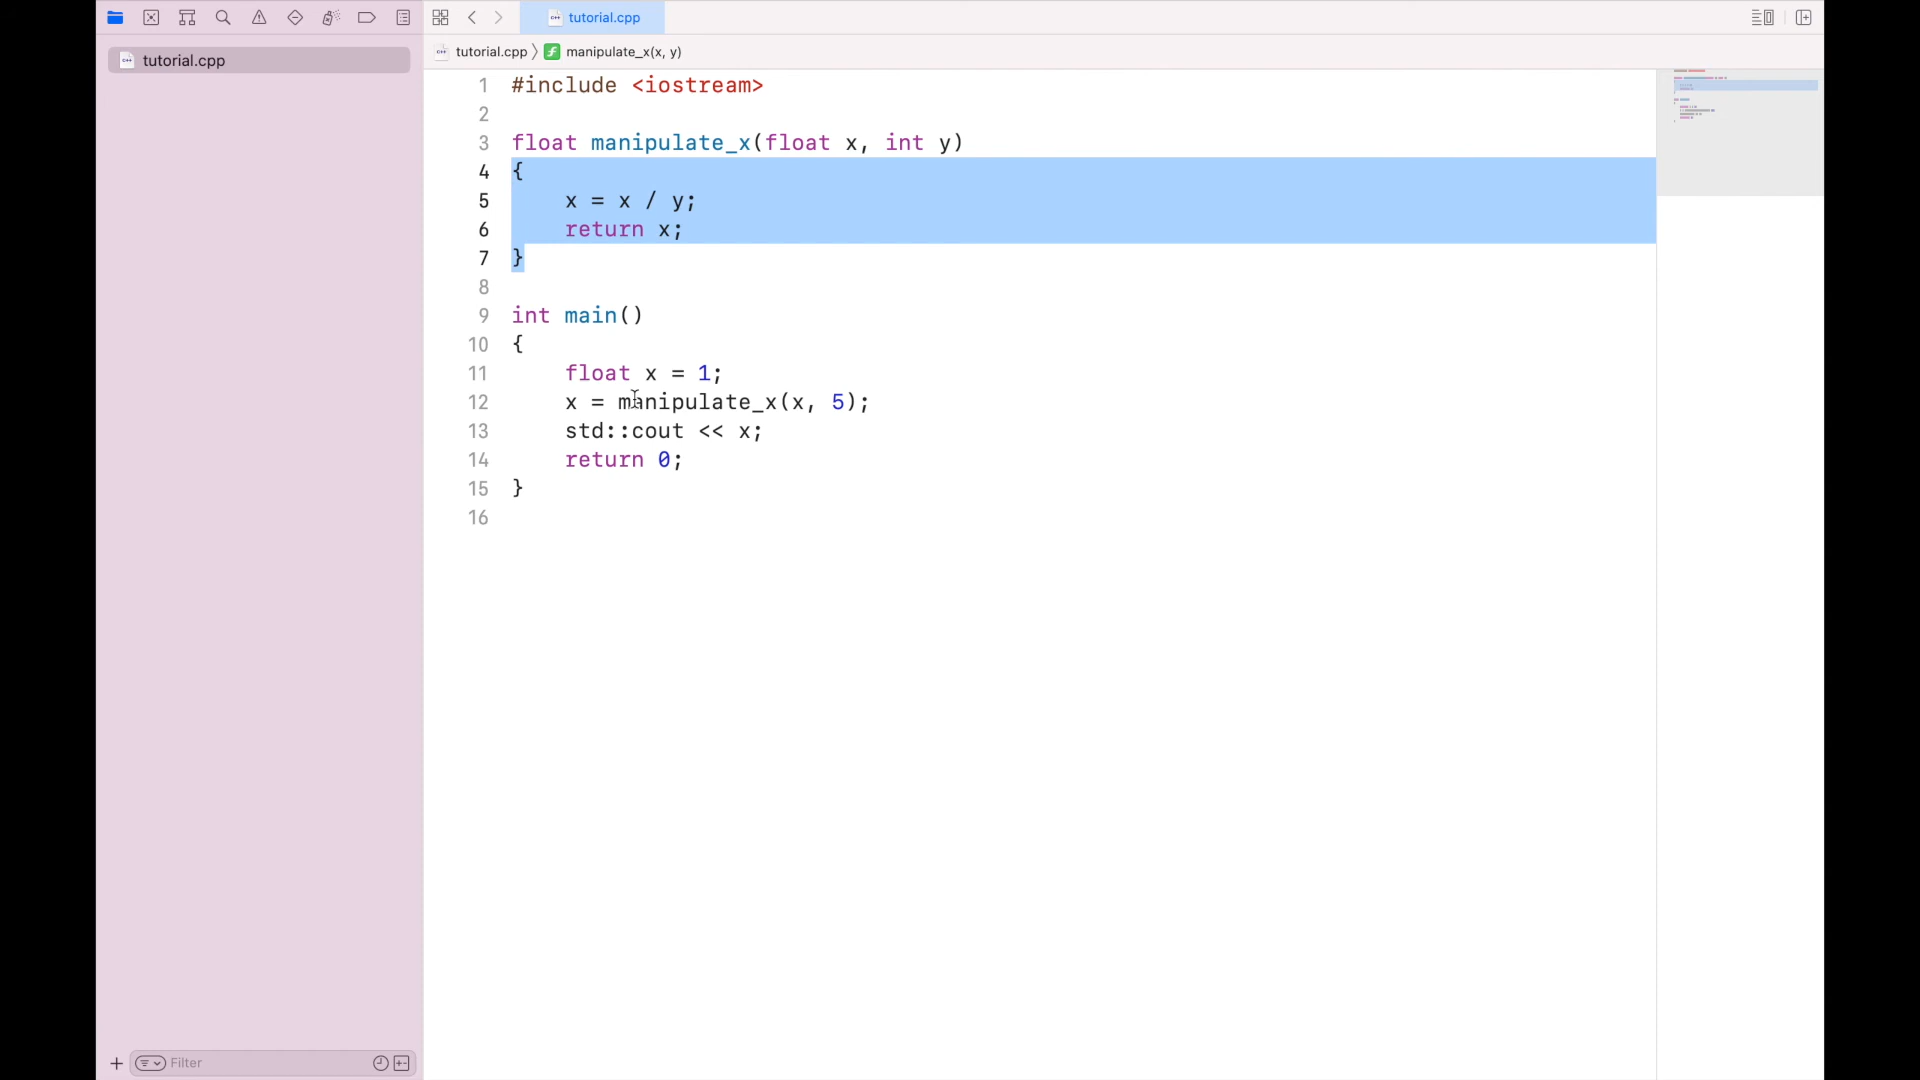 tutorial.cpp
tutorial.cpp
tutorial.cpp
manipulate_x(x, y)
1 #include <iostream>
2
3 float manipulate_x(float x, int y)
4 {
5     x = x / y;
6     return x;
7 }
8
9 int main()
10 {
11     float x = 1;
12     x = manipulate_x(x, 5);
13     std::cout << x;
14     return 0;
15 }
16
Filter